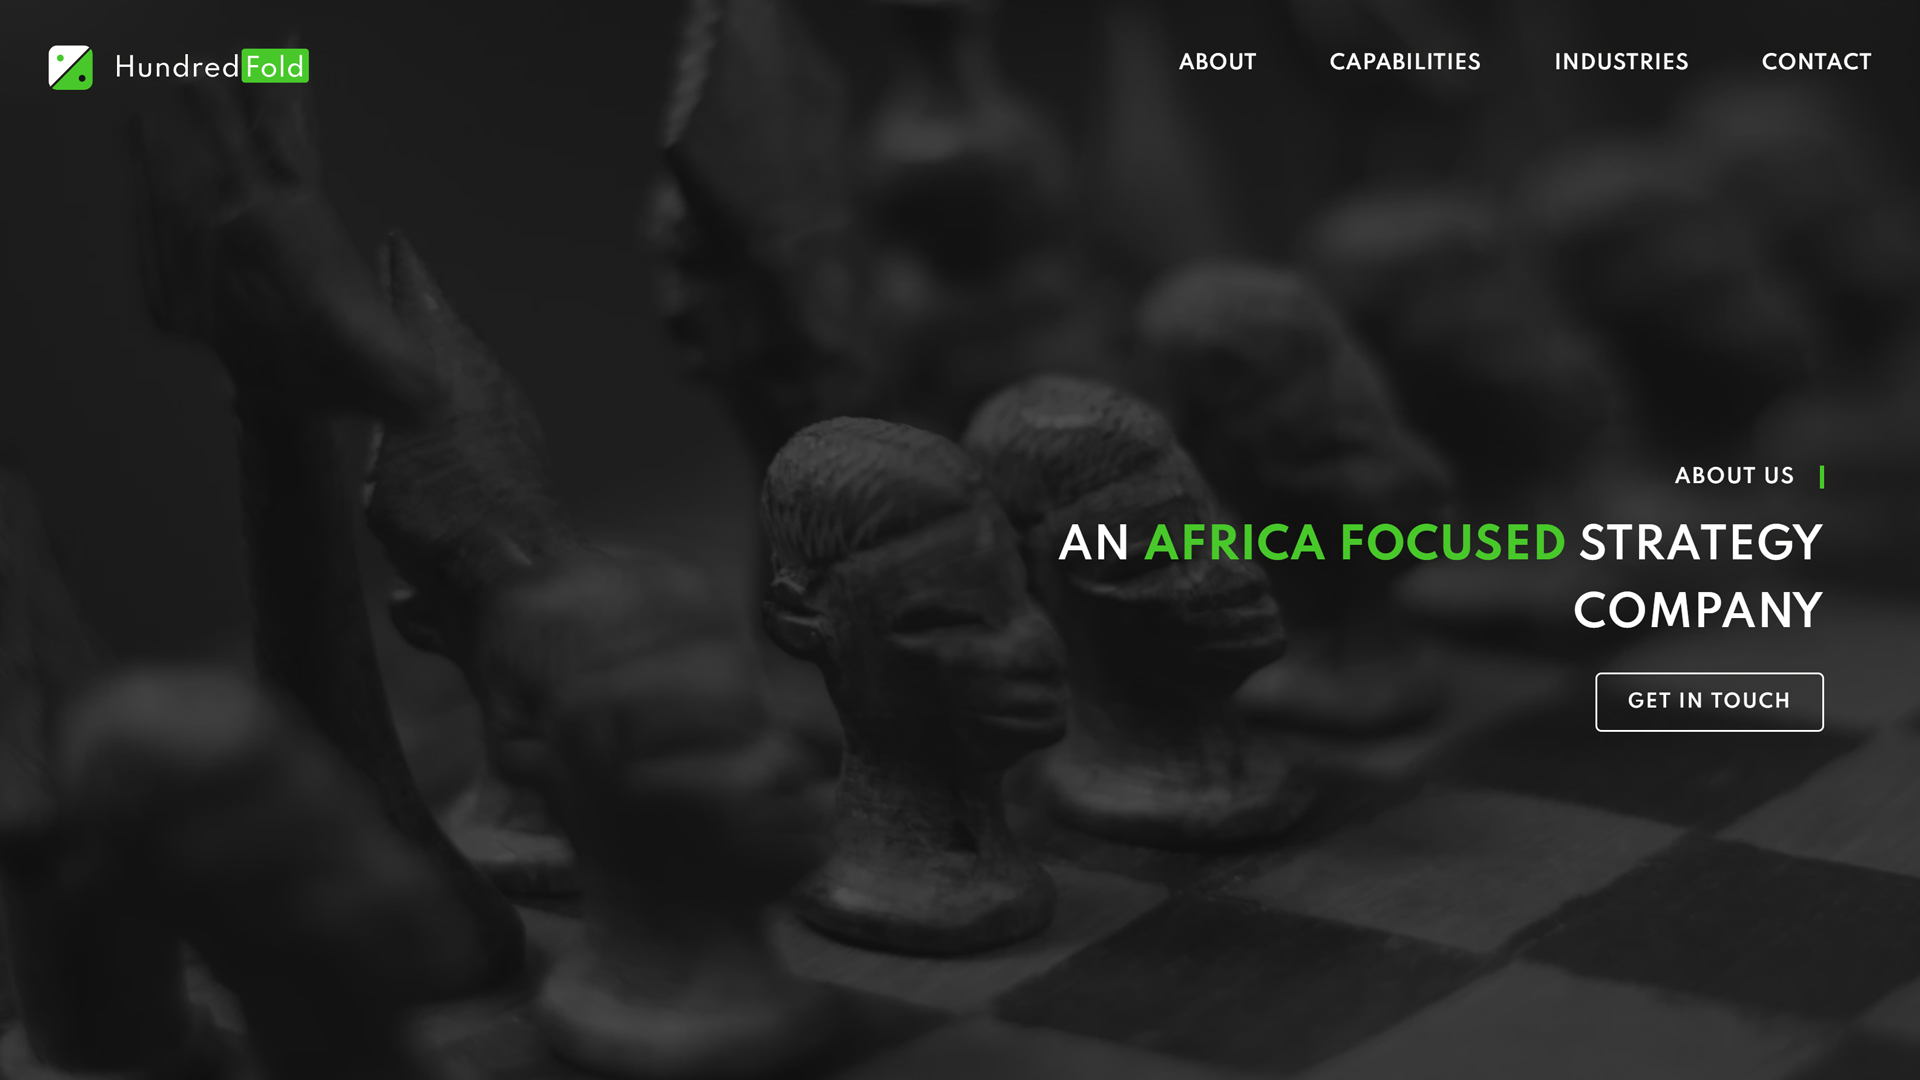 HundredFold
ABOUT
CAPABILITIES
INDUSTRIES
CONTACT
ABOUT US
AN AFRICA FOCUSED STRATEGY
COMPANY
GET IN TOUCH